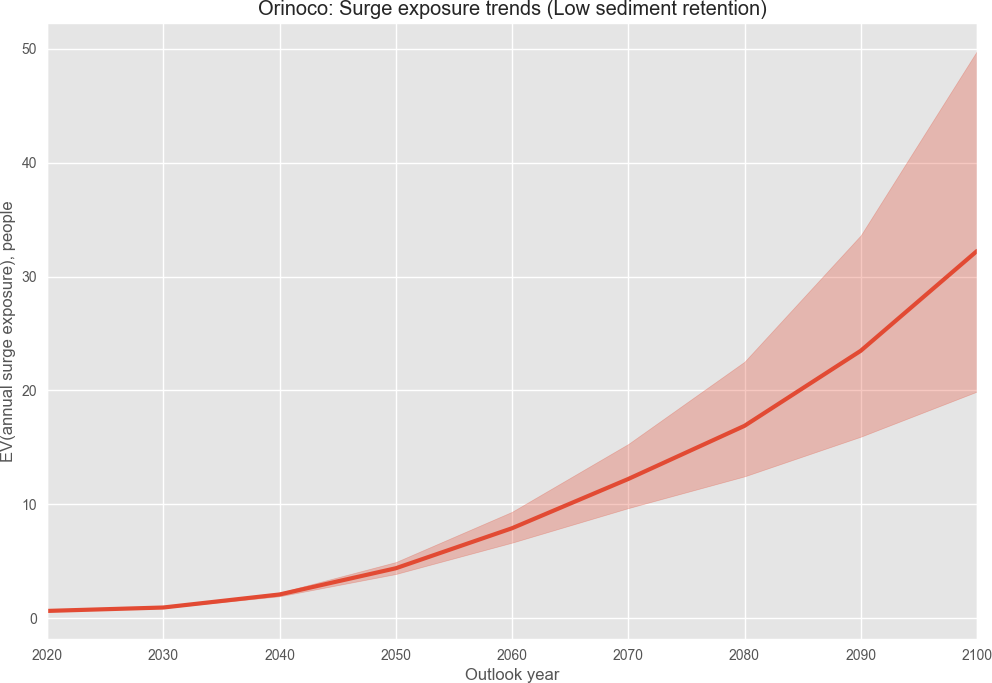 Orinoco: Surge exposure trends (Low sediment retention)
EV(annual surge exposure), people
50
40
30
20
10
0
2020 2030 2040 2050 2060 2070 2080 2090 2100
Outlook year